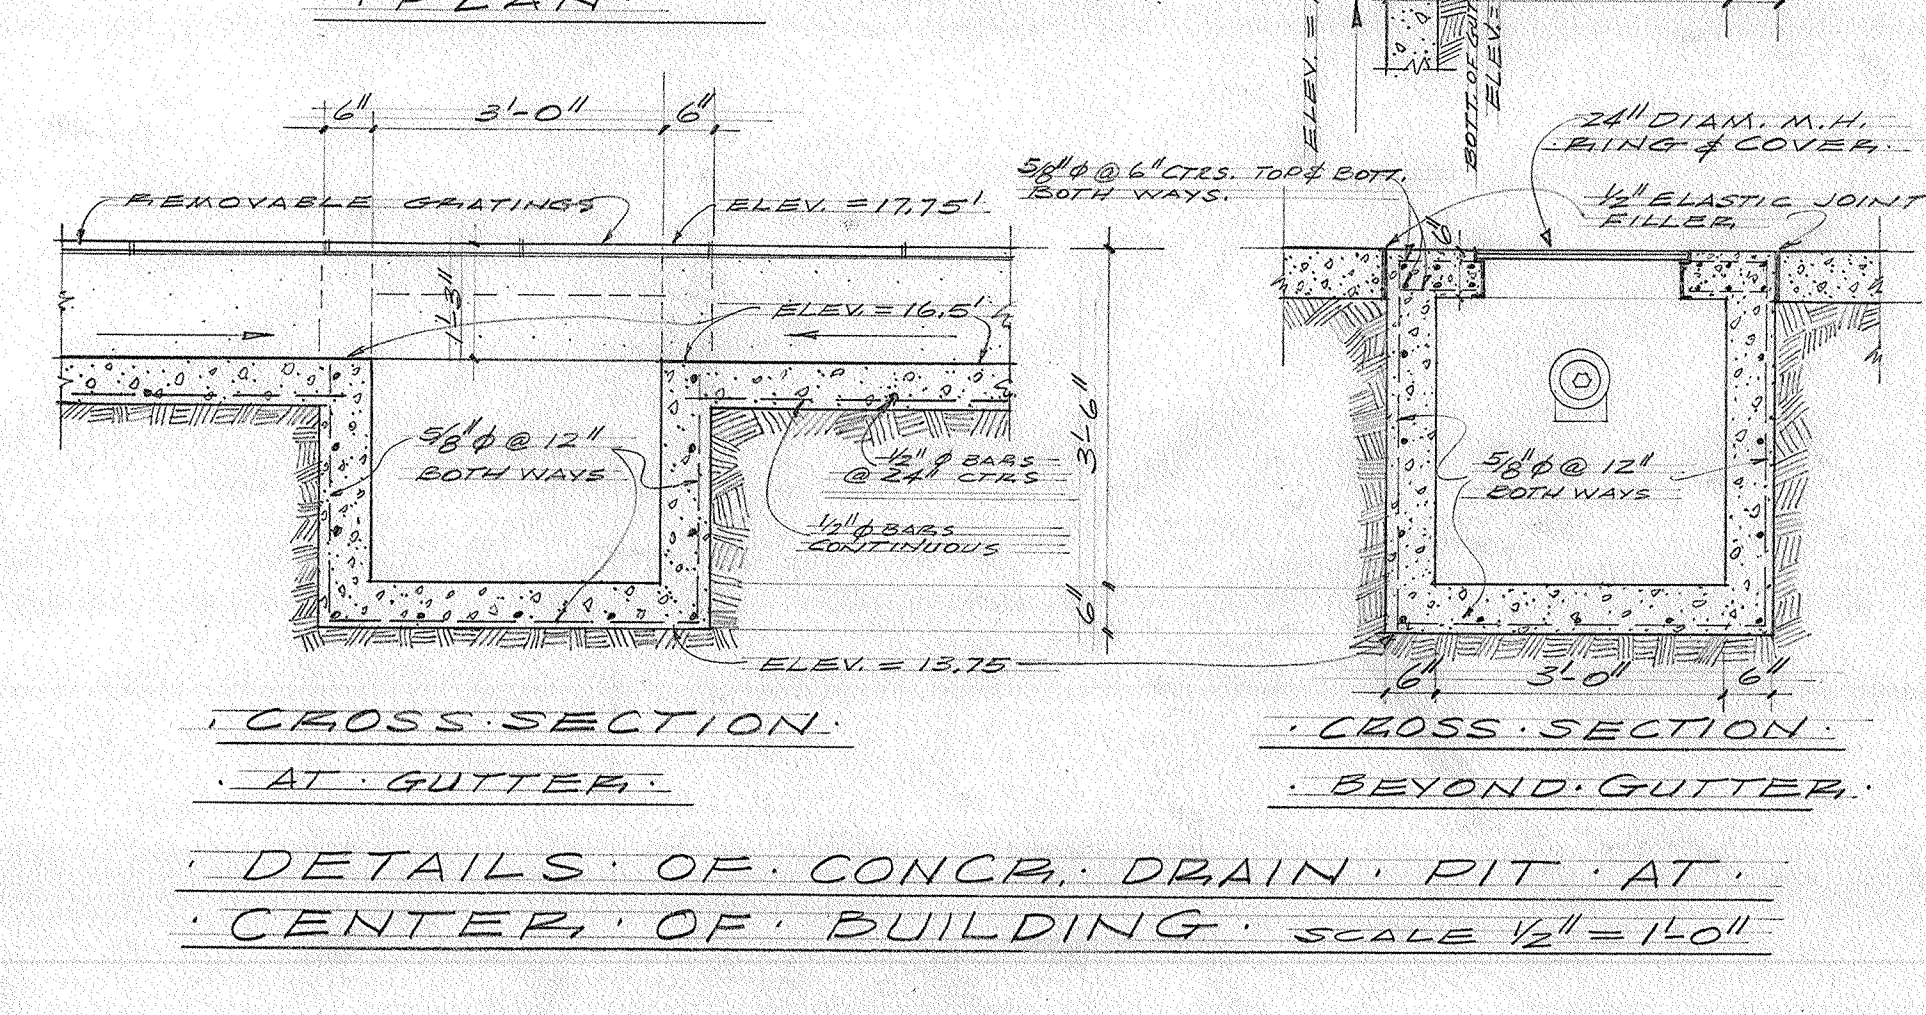 PLAN
ELEV. =
BOTT. OF GUT
ELEV. =
6" 3'-0" 6"
REMOVABLE GRATINGS
ELEV. = 17.75'
1'-3"
ELEV. = 16.5'
5/8" φ @ 12"
BOTH WAYS
1/2" φ BARS
@ 24" CTRS
1/2" φ BARS
CONTINUOUS
ELEV. = 13.75
3'-6"
6"
5/8" φ @ 6" CTRS. TOP & BOTT.
BOTH WAYS.
24" DIAM. M.H.
RING & COVER.
1/2" ELASTIC JOINT
FILLER
6"
5/8" φ @ 12"
BOTH WAYS
6" 3'-0" 6"
· CROSS · SECTION ·
· AT · GUTTER ·
· CROSS · SECTION ·
· BEYOND · GUTTER ·
· DETAILS · OF · CONCR. · DRAIN · PIT · AT ·
· CENTER · OF · BUILDING · SCALE 1/2" = 1'-0"